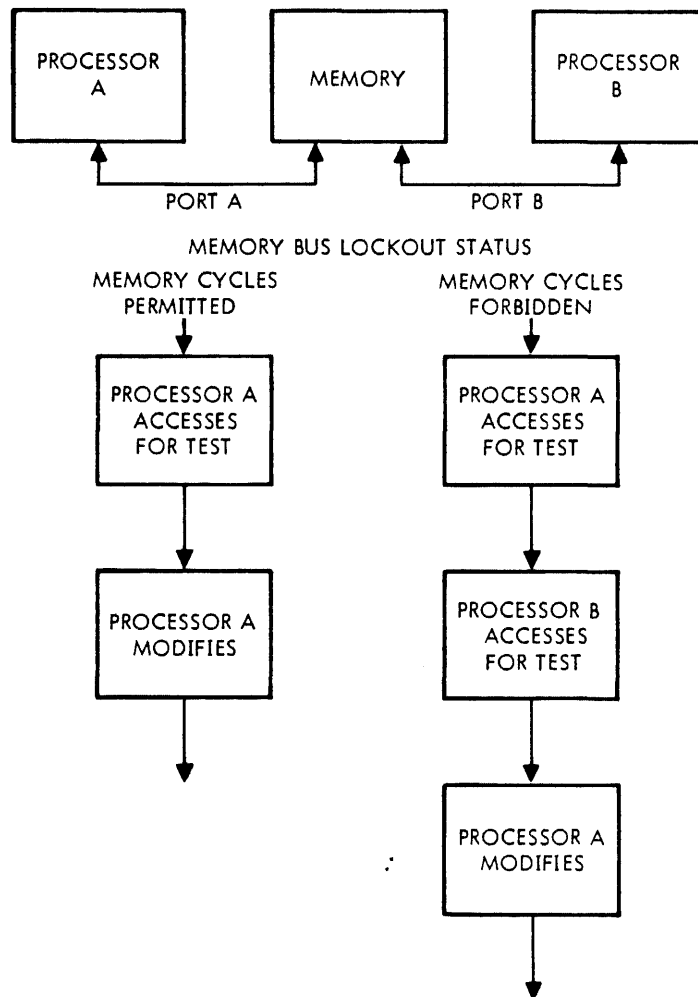 PROCESSOR
A
MEMORY
PROCESSOR
B
PORT A
PORT B
MEMORY BUS LOCKOUT STATUS
MEMORY CYCLES
PERMITTED
PROCESSOR A
ACCESSES
FOR TEST
PROCESSOR A
MODIFIES
MEMORY CYCLES
FORBIDDEN
PROCESSOR A
ACCESSES
FOR TEST
PROCESSOR B
ACCESSES
FOR TEST
PROCESSOR A
MODIFIES